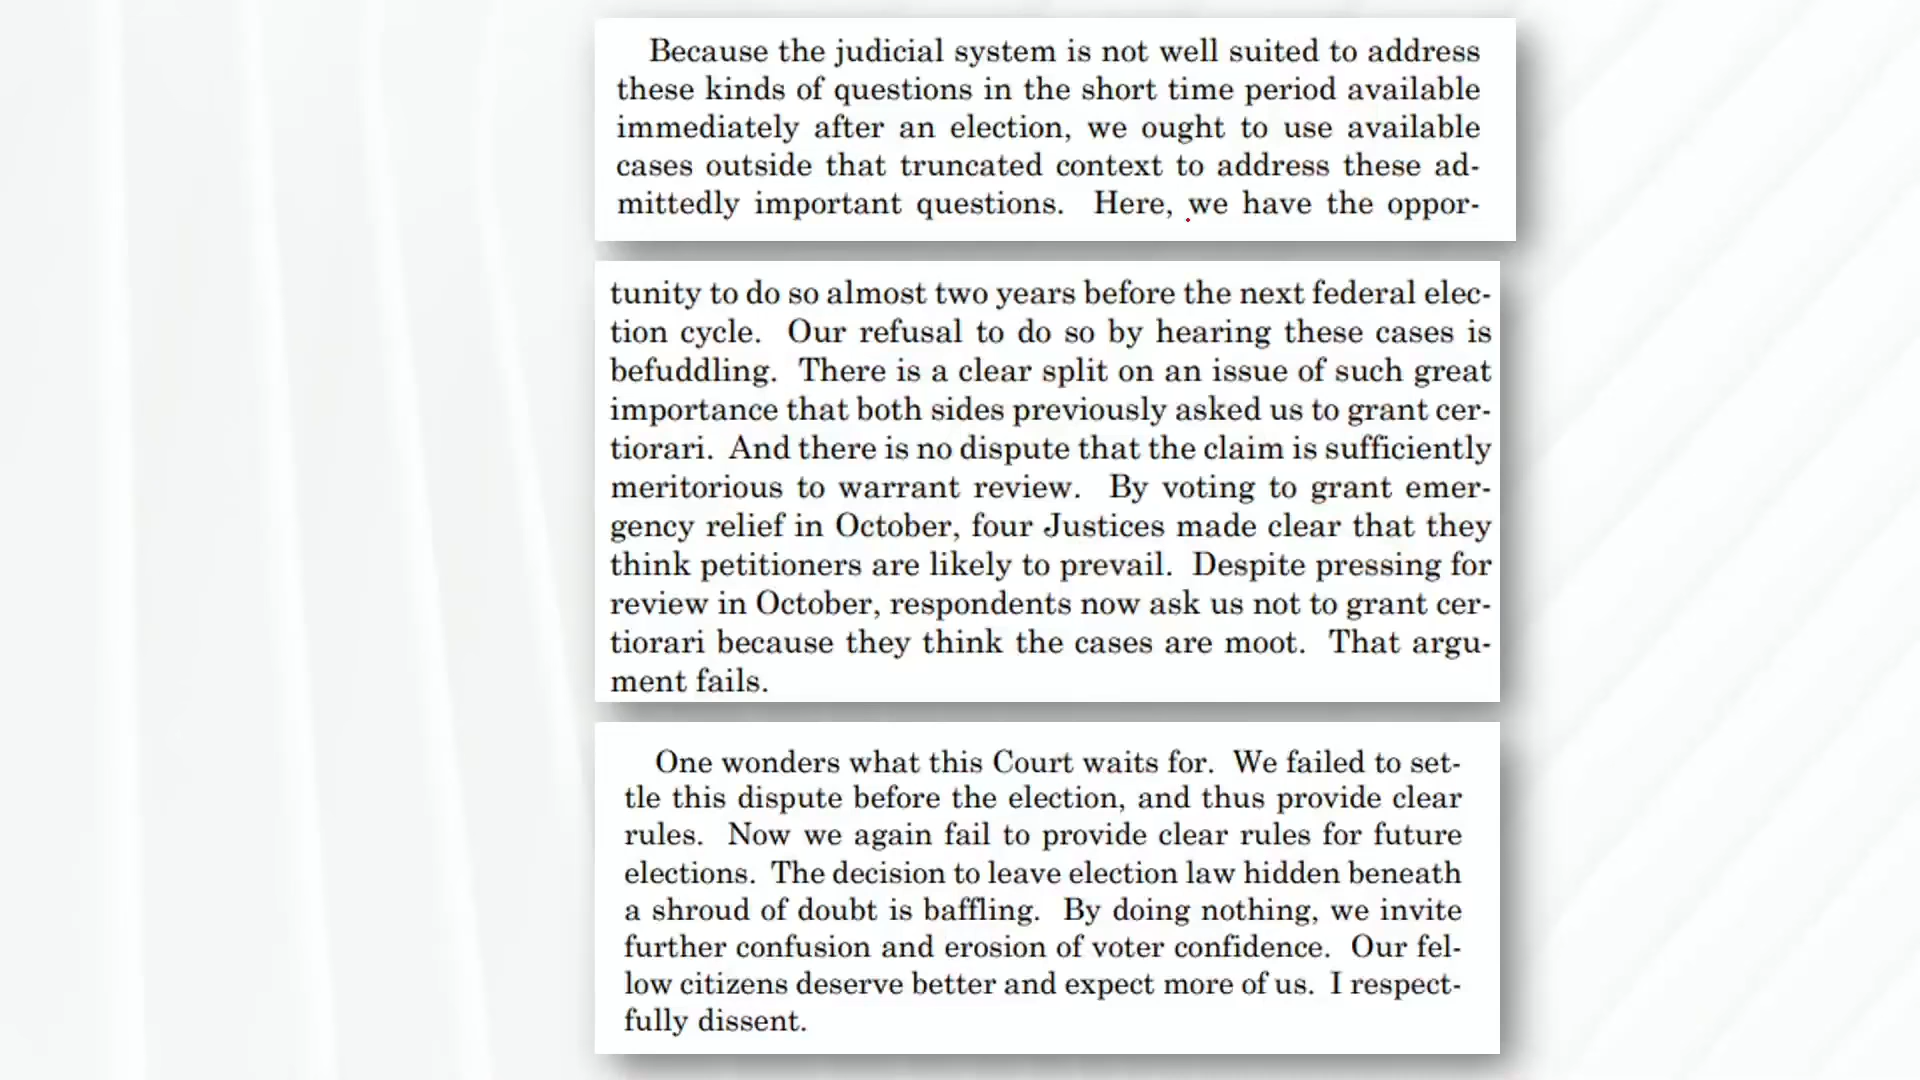 Because the judicial system is not well suited to address
these kinds of questions in the short time period available
immediately after an election, we ought to use available
cases outside that truncated context to address these ad-
mittedly important questions. Here, we have the oppor-
tunity to do so almost two years before the next federal elec-
tion cycle. Our refusal to do so by hearing these cases is
befuddling. There is a clear split on an issue of such great
importance that both sides previously asked us to grant cer-
tiorari. And there is no dispute that the claim is sufficiently
meritorious to warrant review. By voting to grant emer-
gency relief in October, four Justices made clear that they
think petitioners are likely to prevail. Despite pressing for
review in October, respondents now ask us not to grant cer-
tiorari because they think the cases are moot. That argu-
ment fails.
One wonders what this Court waits for. We failed to set-
tle this dispute before the election, and thus provide clear
rules. Now we again fail to provide clear rules for future
elections. The decision to leave election law hidden beneath
a shroud of doubt is baffling. By doing nothing, we invite
further confusion and erosion of voter confidence. Our fel-
low citizens deserve better and expect more of us. I respect-
fully dissent.